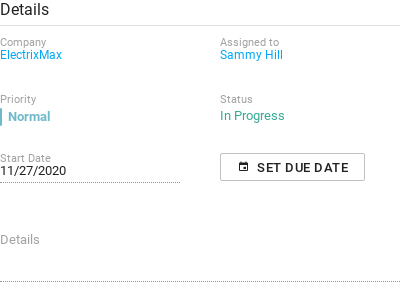 Details
Company
ElectrixMax
Assigned to
Sammy Hill
Priority
Normal
Status
In Progress
Start Date
11/27/2020
SET DUE DATE
Details